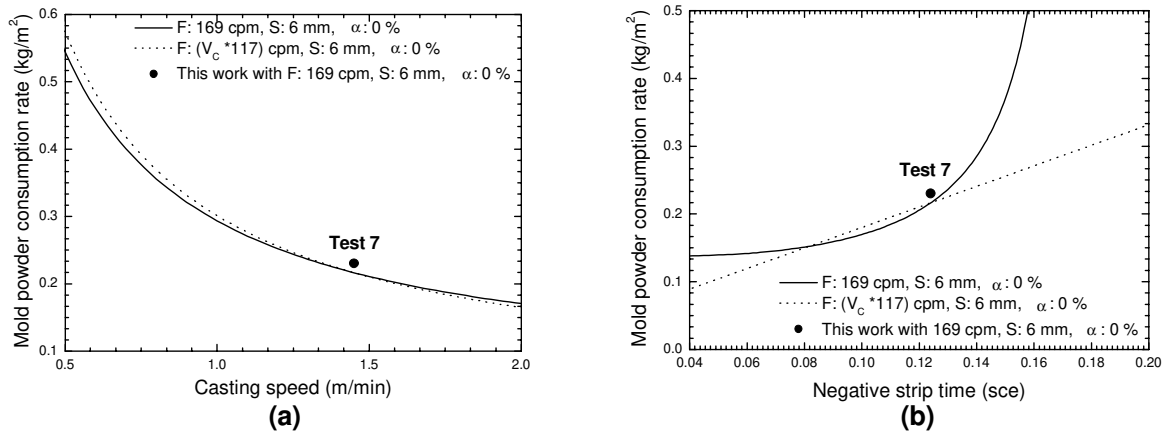 Mold powder consumption rate (kg/m²)
0.6
0.5
0.4
0.3
0.2
0.1
F: 169 cpm, S: 6 mm, α: 0 %
F: (V_C *117) cpm, S: 6 mm, α: 0 %
This work with F: 169 cpm, S: 6 mm, α: 0 %
Test 7
0.5 1.0 1.5 2.0
Casting speed (m/min)
(a)
Mold powder consumption rate (kg/m²)
0.5
0.4
0.3
0.2
0.1
0.0
Test 7
F: 169 cpm, S: 6 mm, α: 0 %
F: (V_C *117) cpm, S: 6 mm, α: 0 %
This work with 169 cpm, S: 6 mm, α: 0 %
0.04 0.06 0.08 0.10 0.12 0.14 0.16 0.18 0.20
Negative strip time (sce)
(b)